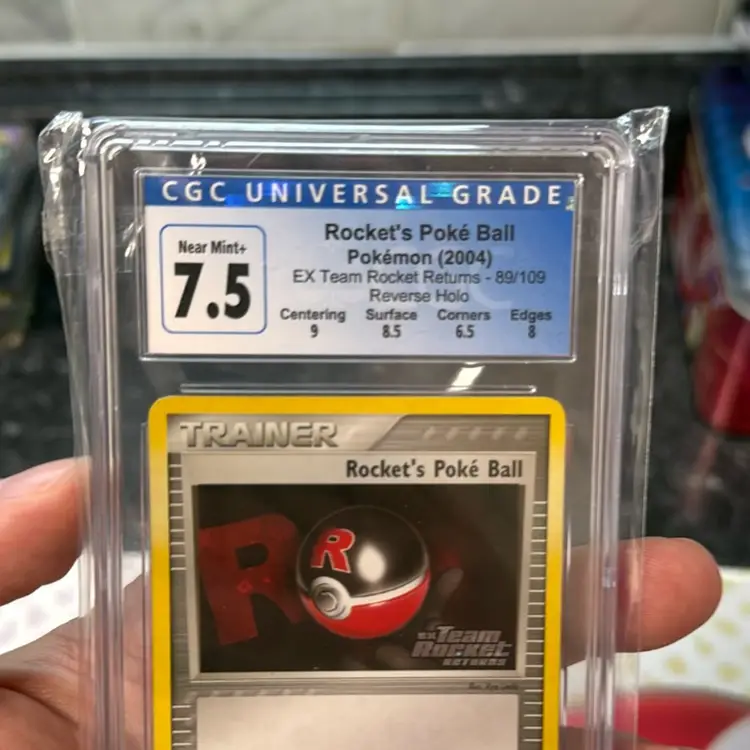 CGC UNIVERSAL GRADE
Near Mint+
7.5
Rocket's Poké Ball
Pokémon (2004)
EX Team Rocket Returns - 89/109
Reverse Holo
Centering Surface Corners Edges
9 8.5 6.5 8
TRAINER
Rocket's Poké Ball
R
R
EX Team
Rocket
RETURNS